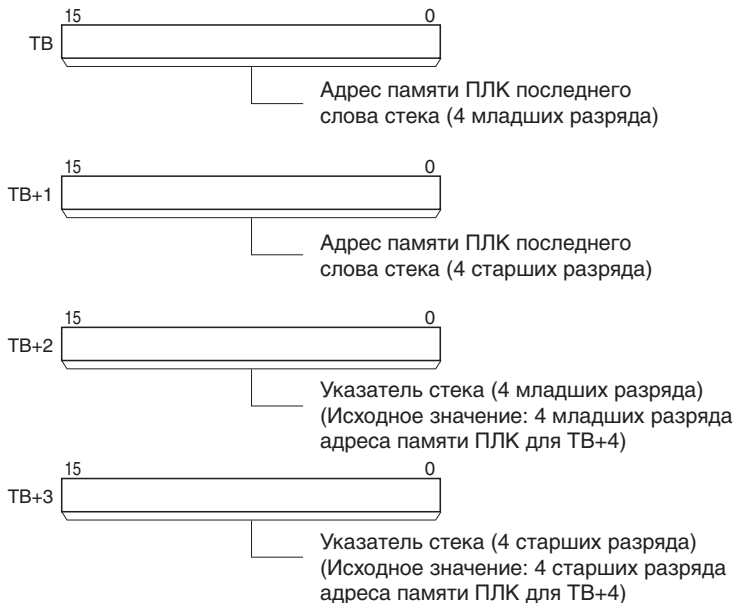 15 0
TB
Адрес памяти ПЛК последнего
слова стека (4 младших разряда)
15 0
TB+1
Адрес памяти ПЛК последнего
слова стека (4 старших разряда)
15 0
TB+2
Указатель стека (4 младших разряда)
(Исходное значение: 4 младших разряда
адреса памяти ПЛК для TB+4)
15 0
TB+3
Указатель стека (4 старших разряда)
(Исходное значение: 4 старших разряда
адреса памяти ПЛК для TB+4)